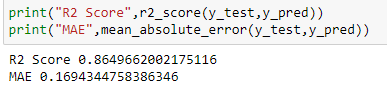 print("R2 Score",r2_score(y_test,y_pred))
print("MAE",mean_absolute_error(y_test,y_pred))
R2 Score 0.8649662002175116
MAE 0.1694344758386346